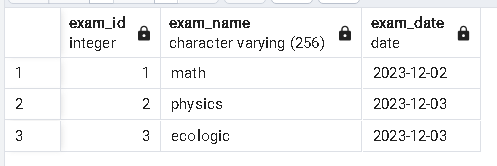 exam_id exam_name exam_date
integer character varying (256) date
1 1 math 2023-12-02
2 2 physics 2023-12-03
3 3 ecologic 2023-12-03